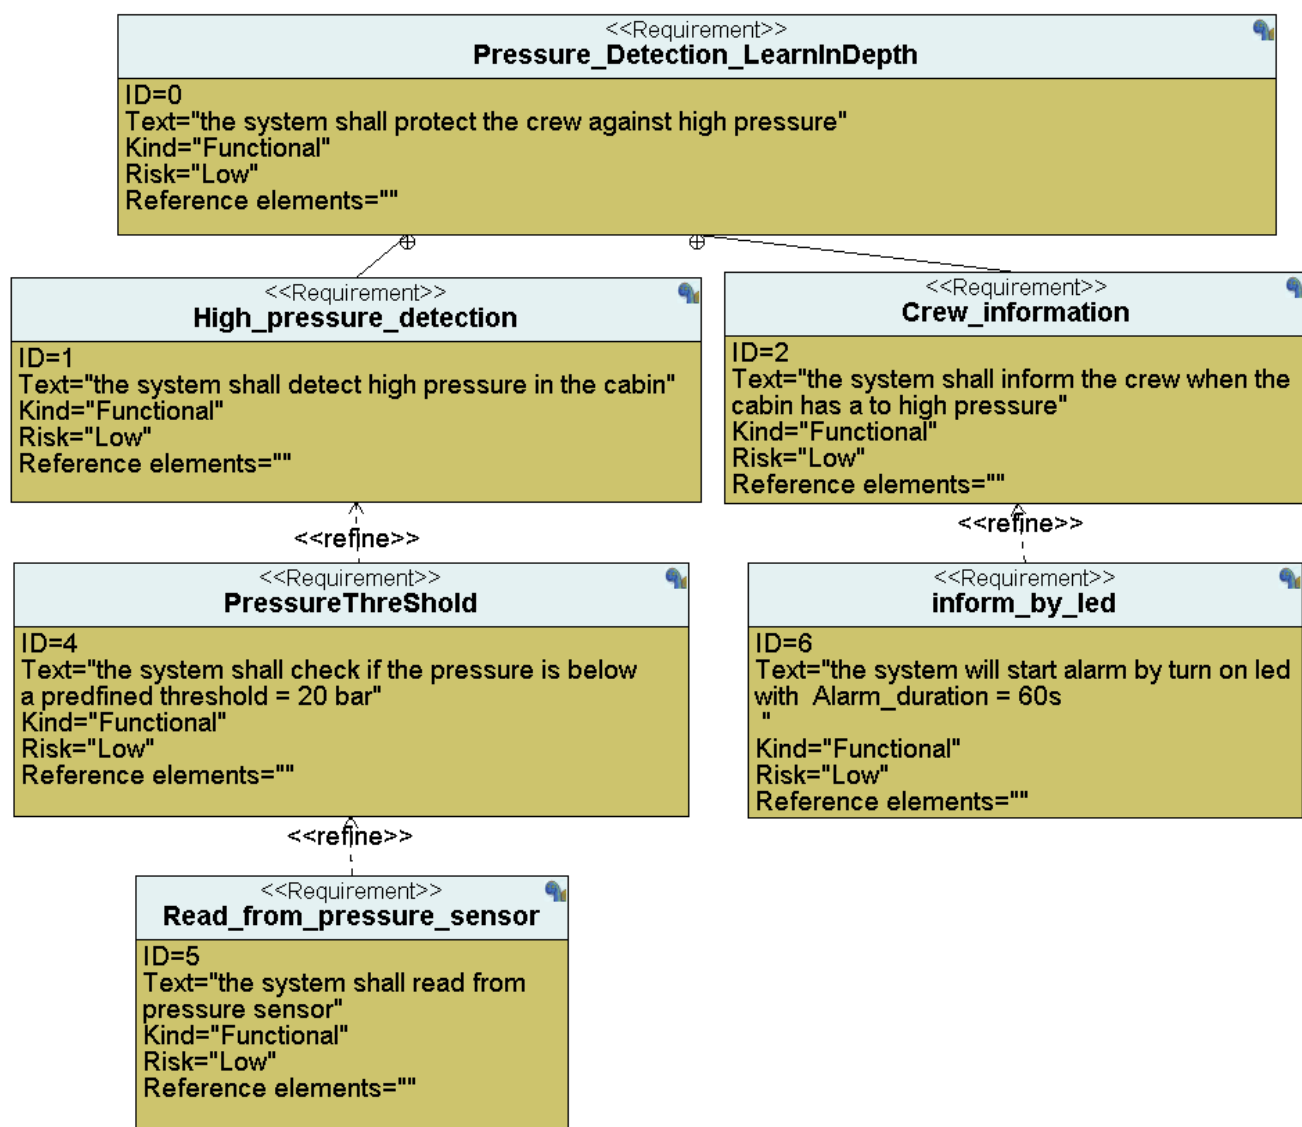 <<Requirement>>
Pressure_Detection_LearnInDepth
ID=0
Text="the system shall protect the crew against high pressure"
Kind="Functional"
Risk="Low"
Reference elements=""
<<Requirement>>
High_pressure_detection
ID=1
Text="the system shall detect high pressure in the cabin"
Kind="Functional"
Risk="Low"
Reference elements=""
<<Requirement>>
Crew_information
ID=2
Text="the system shall inform the crew when the
cabin has a to high pressure"
Kind="Functional"
Risk="Low"
Reference elements=""
<<refine>>
<<refine>>
<<Requirement>>
PressureThreShold
ID=4
Text="the system shall check if the pressure is below
a predfined threshold = 20 bar"
Kind="Functional"
Risk="Low"
Reference elements=""
<<Requirement>>
inform_by_led
ID=6
Text="the system will start alarm by turn on led
with  Alarm_duration = 60s
"
Kind="Functional"
Risk="Low"
Reference elements=""
<<refine>>
<<Requirement>>
Read_from_pressure_sensor
ID=5
Text="the system shall read from
pressure sensor"
Kind="Functional"
Risk="Low"
Reference elements=""